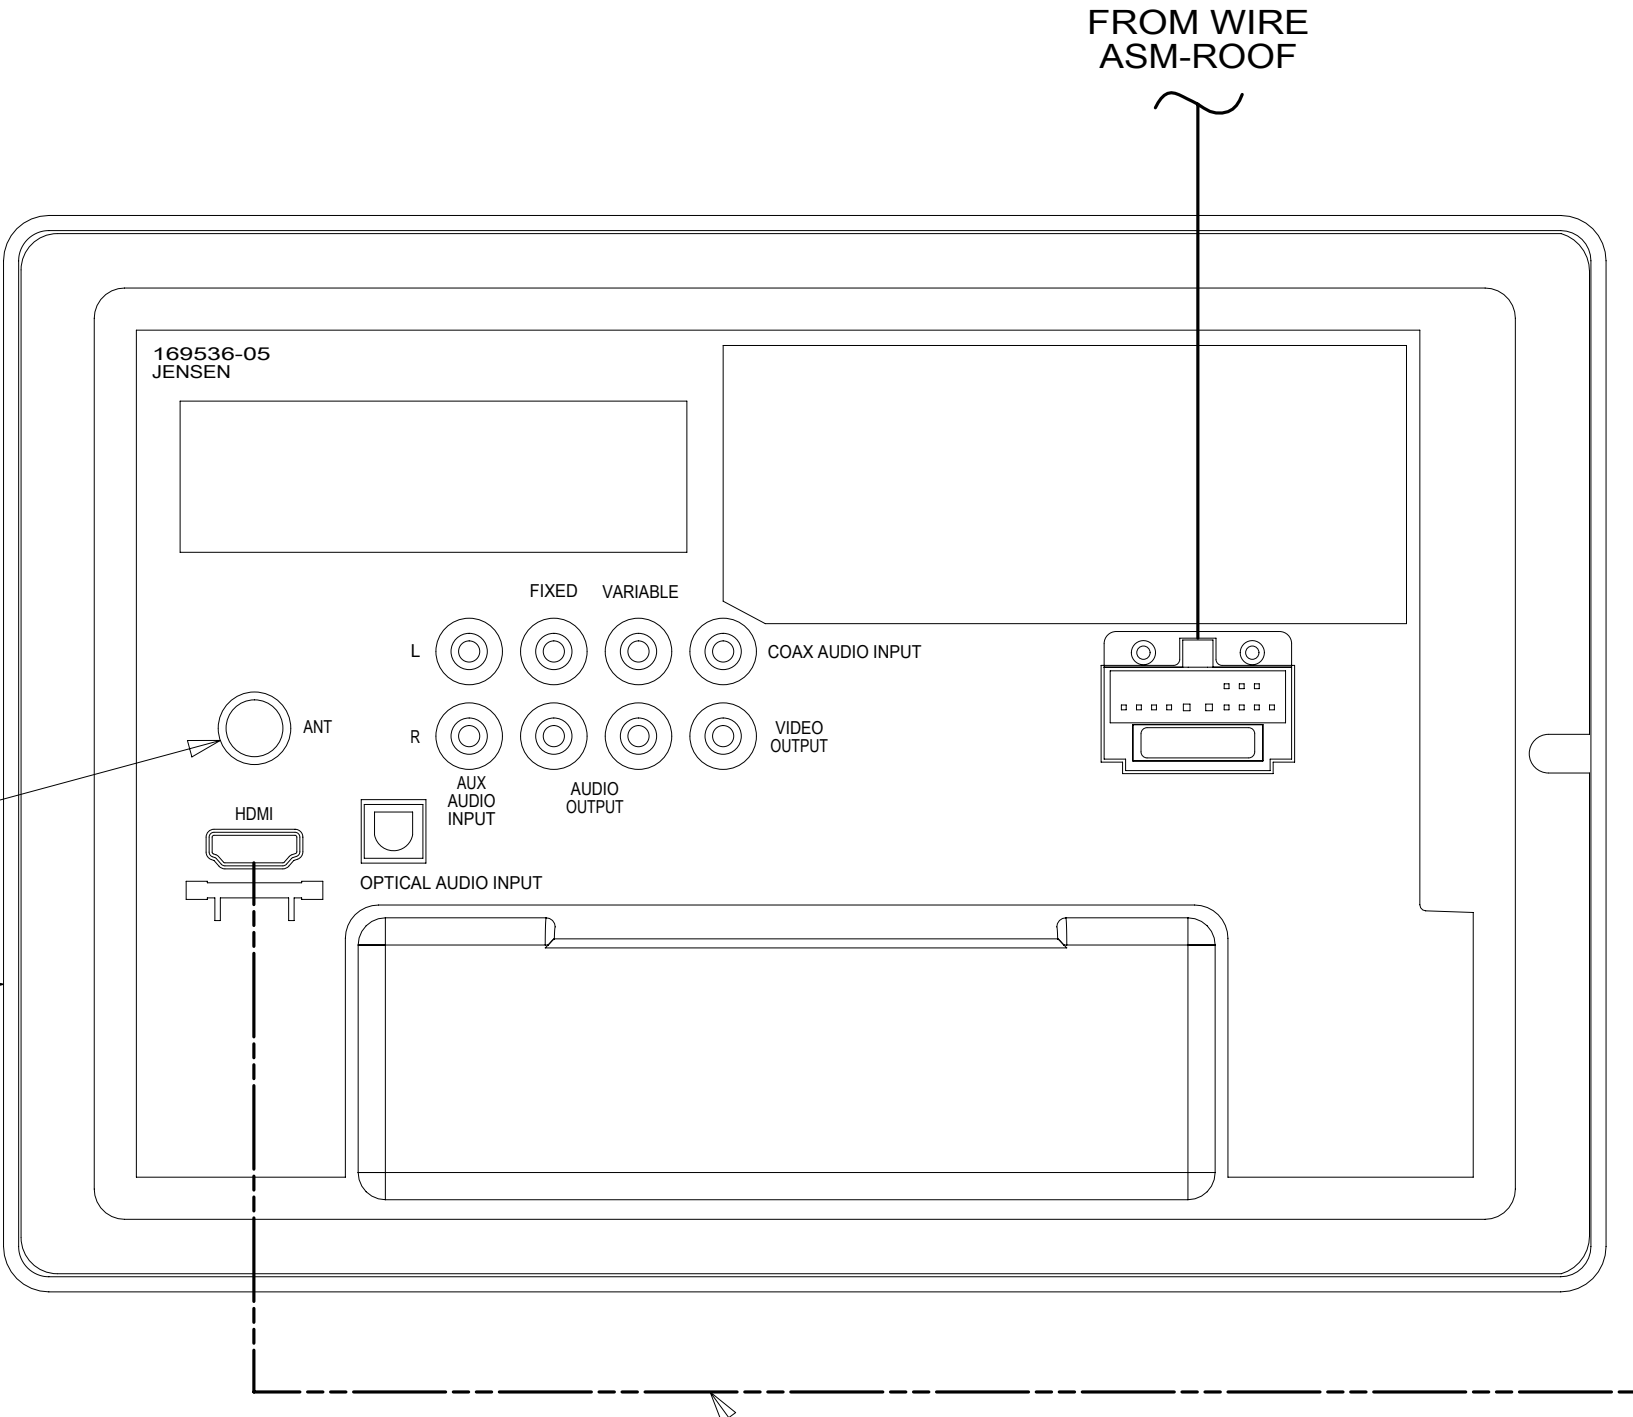 FROM WIRE
ASM-ROOF
169536-05
JENSEN
FIXED VARIABLE
L
COAX AUDIO INPUT
ANT
R
VIDEO
OUTPUT
AUX
AUDIO
INPUT
AUDIO
OUTPUT
HDMI
OPTICAL AUDIO INPUT